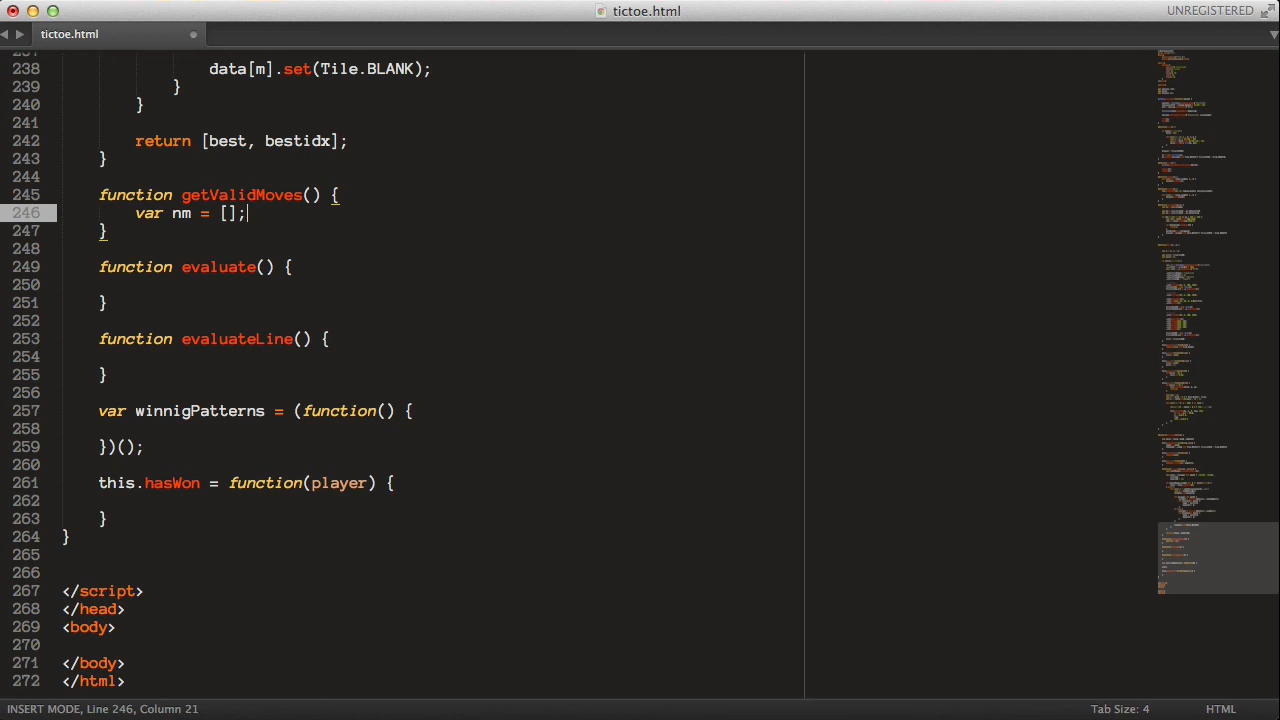 tictoe.html
UNREGISTERED
tictoe.html
237
238 data[m].set(Tile.BLANK);
239 }
240 }
241
242 return [best, bestidx];
243 }
244
245 function getValidMoves() {
246 var nm = [];
247 }
248
249 function evaluate() {
250
251 }
252
253 function evaluateLine() {
254
255 }
256
257 var winnigPatterns = (function() {
258
259 })();
260
261 this.hasWon = function(player) {
262
263 }
264 }
265
266
267 </script>
268 </head>
269 <body>
270
271 </body>
272 </html>
INSERT MODE, Line 246, Column 21
Tab Size: 4
HTML